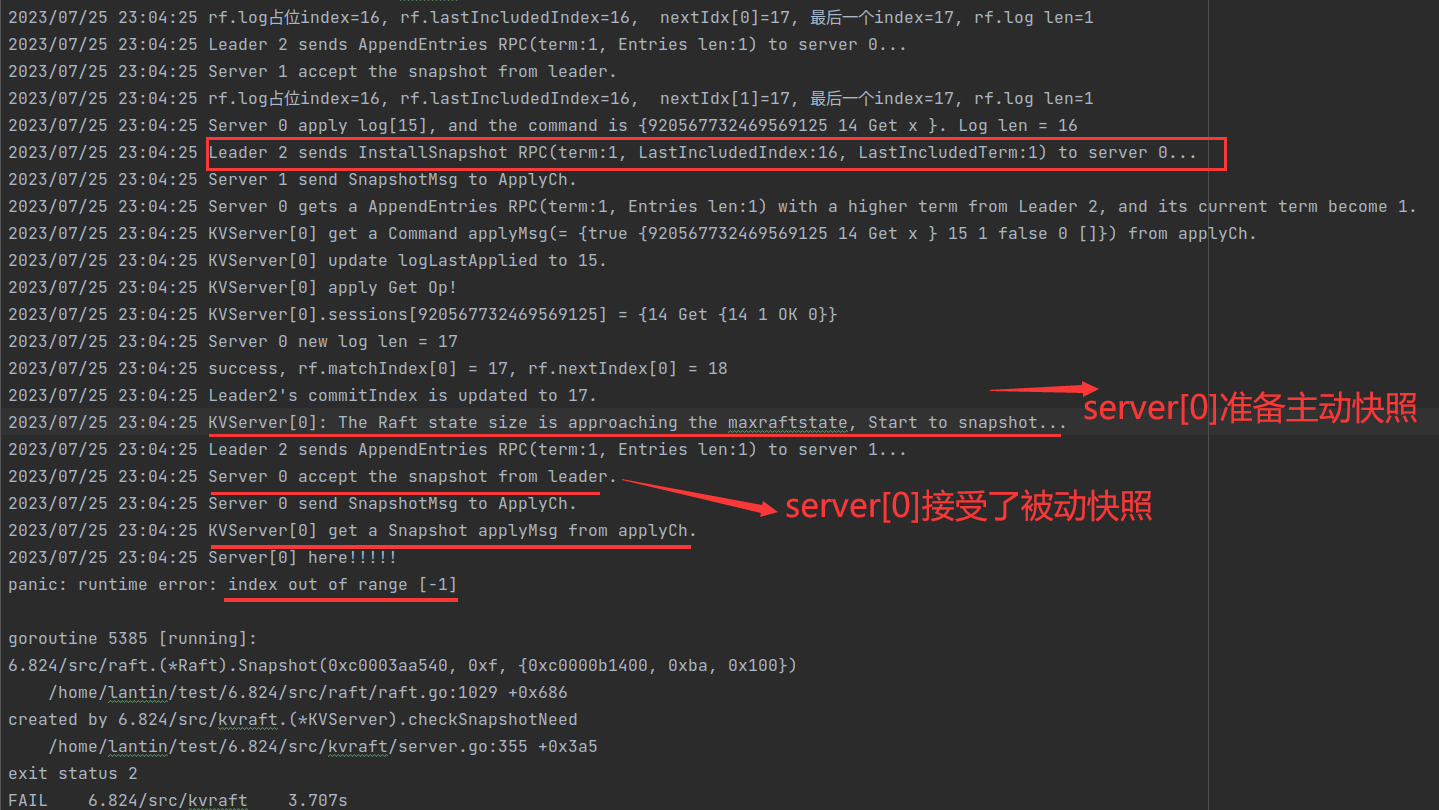 2023/07/25 23:04:25 rf.log占位index=16, rf.lastIncludedIndex=16,  nextIdx[0]=17, 最后一个index=17, rf.log len=1
2023/07/25 23:04:25 Leader 2 sends AppendEntries RPC(term:1, Entries len:1) to server 0...
2023/07/25 23:04:25 Server 1 accept the snapshot from leader.
2023/07/25 23:04:25 rf.log占位index=16, rf.lastIncludedIndex=16,  nextIdx[1]=17, 最后一个index=17, rf.log len=1
2023/07/25 23:04:25 Server 0 apply log[15], and the command is {920567732469569125 14 Get x }. Log len = 16
2023/07/25 23:04:25 Leader 2 sends InstallSnapshot RPC(term:1, LastIncludedIndex:16, LastIncludedTerm:1) to server 0...
2023/07/25 23:04:25 Server 1 send SnapshotMsg to ApplyCh.
2023/07/25 23:04:25 Server 0 gets a AppendEntries RPC(term:1, Entries len:1) with a higher term from Leader 2, and its current term become 1.
2023/07/25 23:04:25 KVServer[0] get a Command applyMsg(= {true {920567732469569125 14 Get x } 15 1 false 0 []}) from applyCh.
2023/07/25 23:04:25 KVServer[0] update logLastApplied to 15.
2023/07/25 23:04:25 KVServer[0] apply Get Op!
2023/07/25 23:04:25 KVServer[0].sessions[920567732469569125] = {14 Get {14 1 OK 0}}
2023/07/25 23:04:25 Server 0 new log len = 17
2023/07/25 23:04:25 success, rf.matchIndex[0] = 17, rf.nextIndex[0] = 18
2023/07/25 23:04:25 Leader2's commitIndex is updated to 17.
2023/07/25 23:04:25 KVServer[0]: The Raft state size is approaching the maxraftstate, Start to snapshot...
server[0]准备主动快照
2023/07/25 23:04:25 Leader 2 sends AppendEntries RPC(term:1, Entries len:1) to server 1...
2023/07/25 23:04:25 Server 0 accept the snapshot from leader.
server[0]接受了被动快照
2023/07/25 23:04:25 Server 0 send SnapshotMsg to ApplyCh.
2023/07/25 23:04:25 KVServer[0] get a Snapshot applyMsg from applyCh.
2023/07/25 23:04:25 Server[0] here!!!!!
panic: runtime error: index out of range [-1]
goroutine 5385 [running]:
6.824/src/raft.(*Raft).Snapshot(0xc0003aa540, 0xf, {0xc0000b1400, 0xba, 0x100})
/home/lantin/test/6.824/src/raft/raft.go:1029 +0x686
created by 6.824/src/kvraft.(*KVServer).checkSnapshotNeed
/home/lantin/test/6.824/src/kvraft/server.go:355 +0x3a5
exit status 2
FAIL    6.824/src/kvraft    3.707s